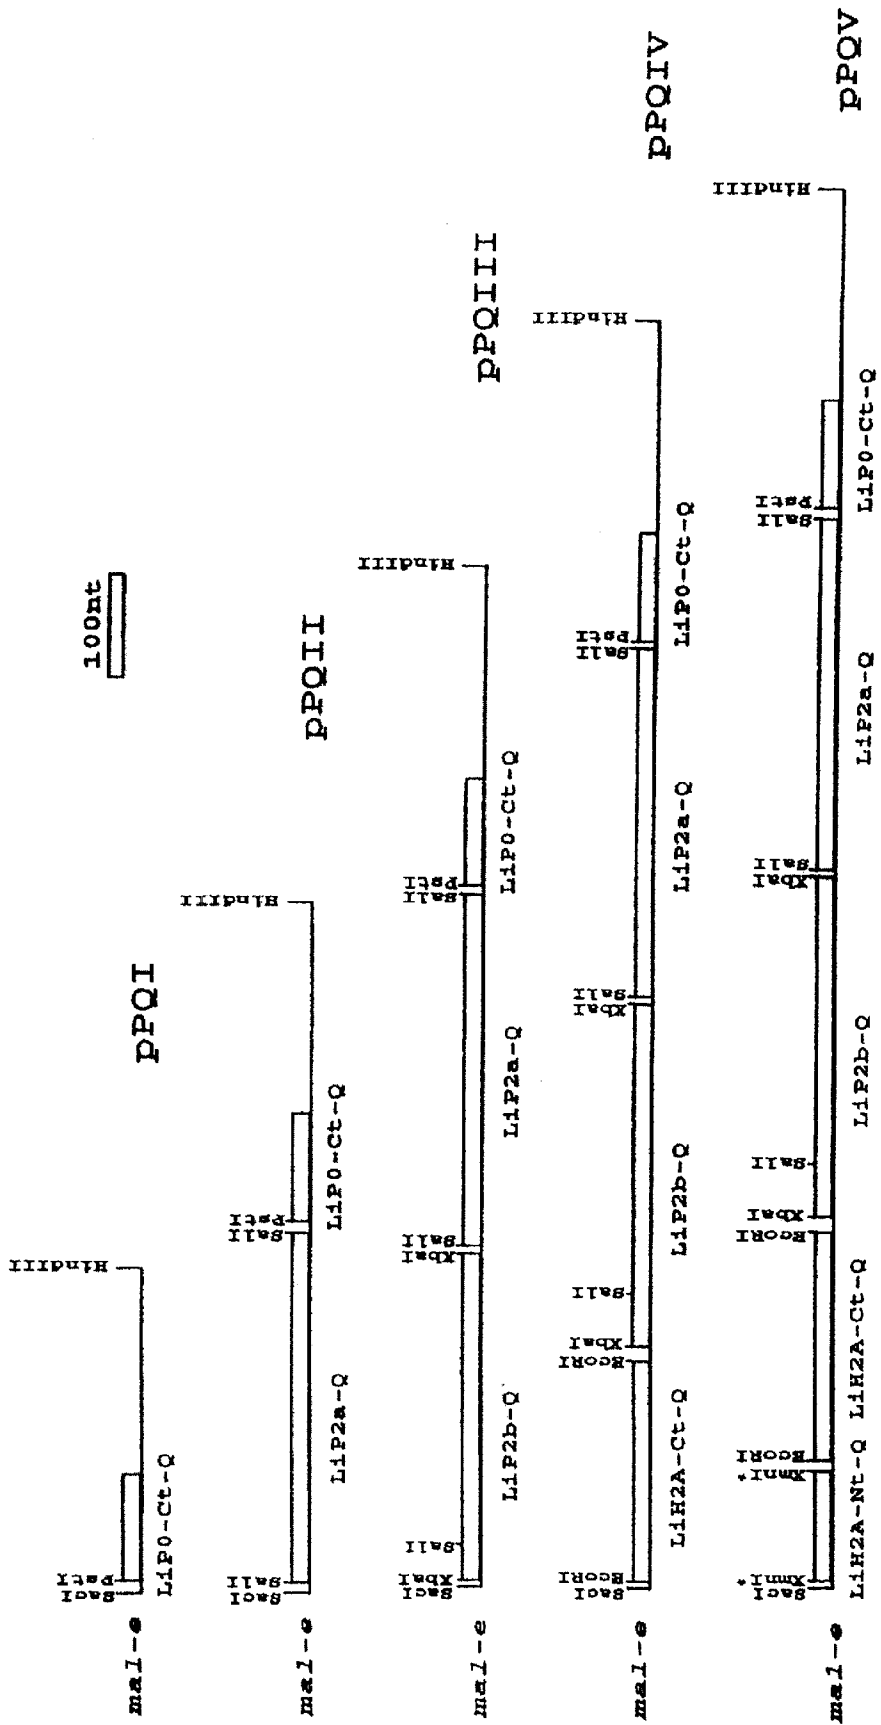 100nt
pPQI
mal-e
SacI
PstI
HindIII
LiP0-Ct-Q
pPQII
mal-e
SacI
SalI
SalI
PstI
HindIII
LiP2a-Q
LiP0-Ct-Q
pPQIII
mal-e
SacI
XbaI
SalI
XbaI
SalI
SalI
PstI
HindIII
LiP2b-Q
LiP2a-Q
LiP0-Ct-Q
pPQIV
mal-e
SacI
EcoRI
EcoRI
XbaI
SalI
XbaI
SalI
SalI
PstI
HindIII
LiH2A-Ct-Q
LiP2b-Q
LiP2a-Q
LiP0-Ct-Q
pPQV
mal-e
SacI
XmnI*
XmnI*
EcoRI
EcoRI
XbaI
SalI
XbaI
SalI
SalI
PstI
HindIII
LiH2A-Nt-Q
LiH2A-Ct-Q
LiP2b-Q
LiP2a-Q
LiP0-Ct-Q